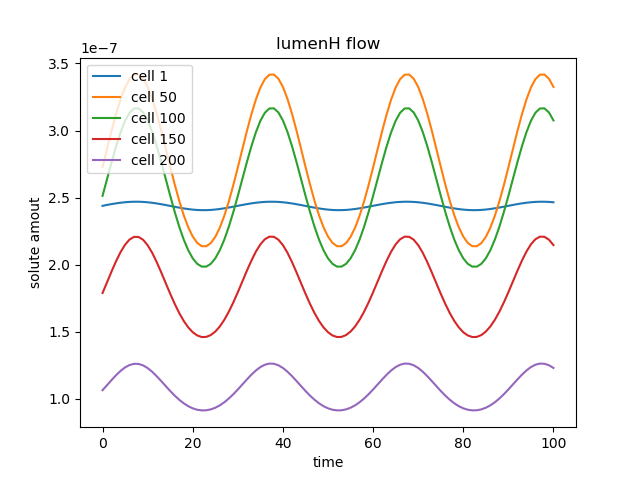 lumenH flow
1e−7
cell 1
cell 50
cell 100
cell 150
cell 200
3.5
3.0
2.5
2.0
1.5
1.0
solute amout
0 20 40 60 80 100
time